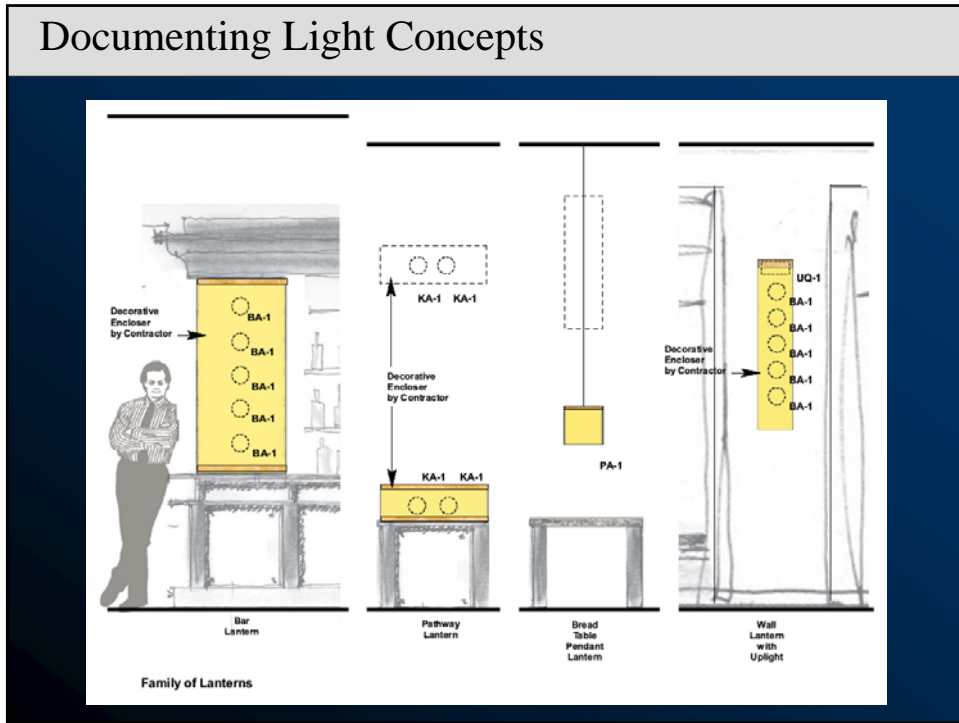 Documenting Light Concepts
Decorative
Encloser
by Contractor
BA-1
BA-1
BA-1
BA-1
BA-1
Bar
Lantern
KA-1 KA-1
Decorative
Encloser
by Contractor
KA-1 KA-1
Pathway
Lantern
PA-1
Bread
Table
Pendant
Lantern
UQ-1
BA-1
BA-1
BA-1
BA-1
BA-1
Decorative
Encloser
by Contractor
Wall
Lantern
with
Uplight
Family of Lanterns